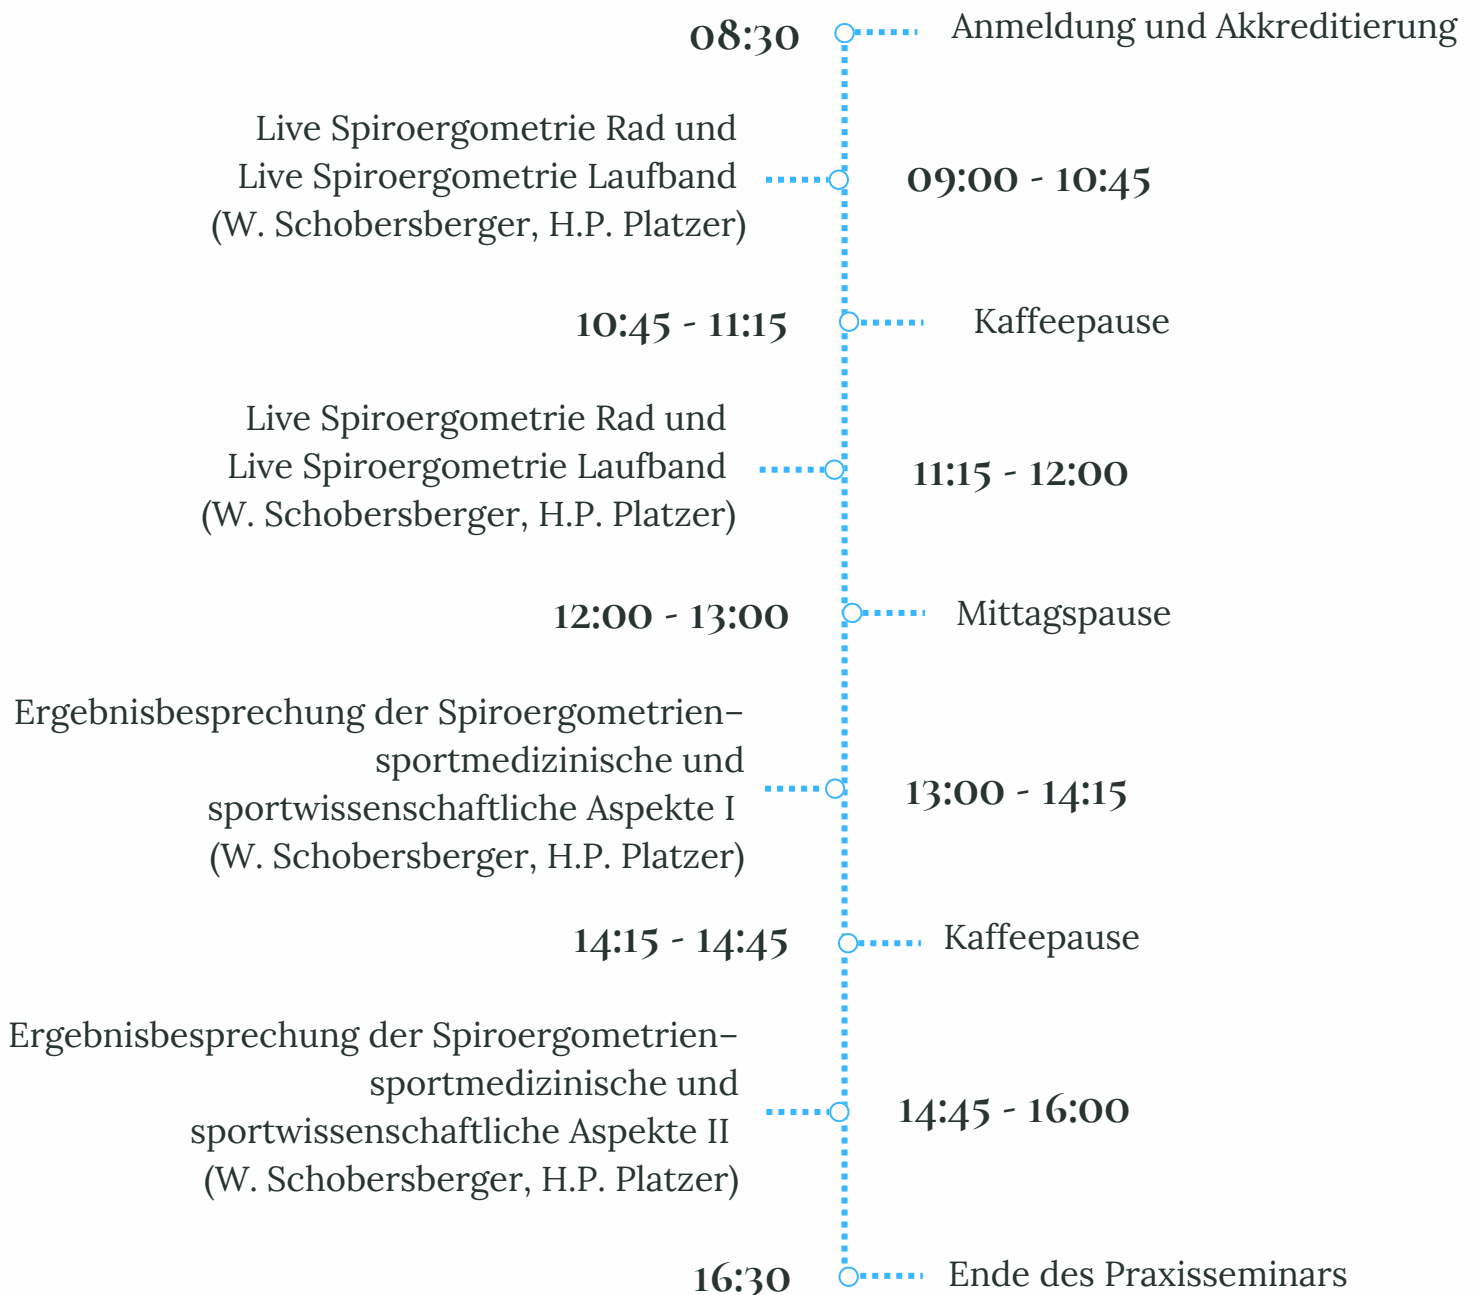 08:30
Anmeldung und Akkreditierung
Live Spiroergometrie Rad und
Live Spiroergometrie Laufband
(W. Schobersberger, H.P. Platzer)
09:00 - 10:45
10:45 - 11:15
Kaffeepause
Live Spiroergometrie Rad und
Live Spiroergometrie Laufband
(W. Schobersberger, H.P. Platzer)
11:15 - 12:00
12:00 - 13:00
Mittagspause
Ergebnisbesprechung der Spiroergometrien–
sportmedizinische und
sportwissenschaftliche Aspekte I
(W. Schobersberger, H.P. Platzer)
13:00 - 14:15
14:15 - 14:45
Kaffeepause
Ergebnisbesprechung der Spiroergometrien–
sportmedizinische und
sportwissenschaftliche Aspekte II
(W. Schobersberger, H.P. Platzer)
14:45 - 16:00
16:30
Ende des Praxisseminars